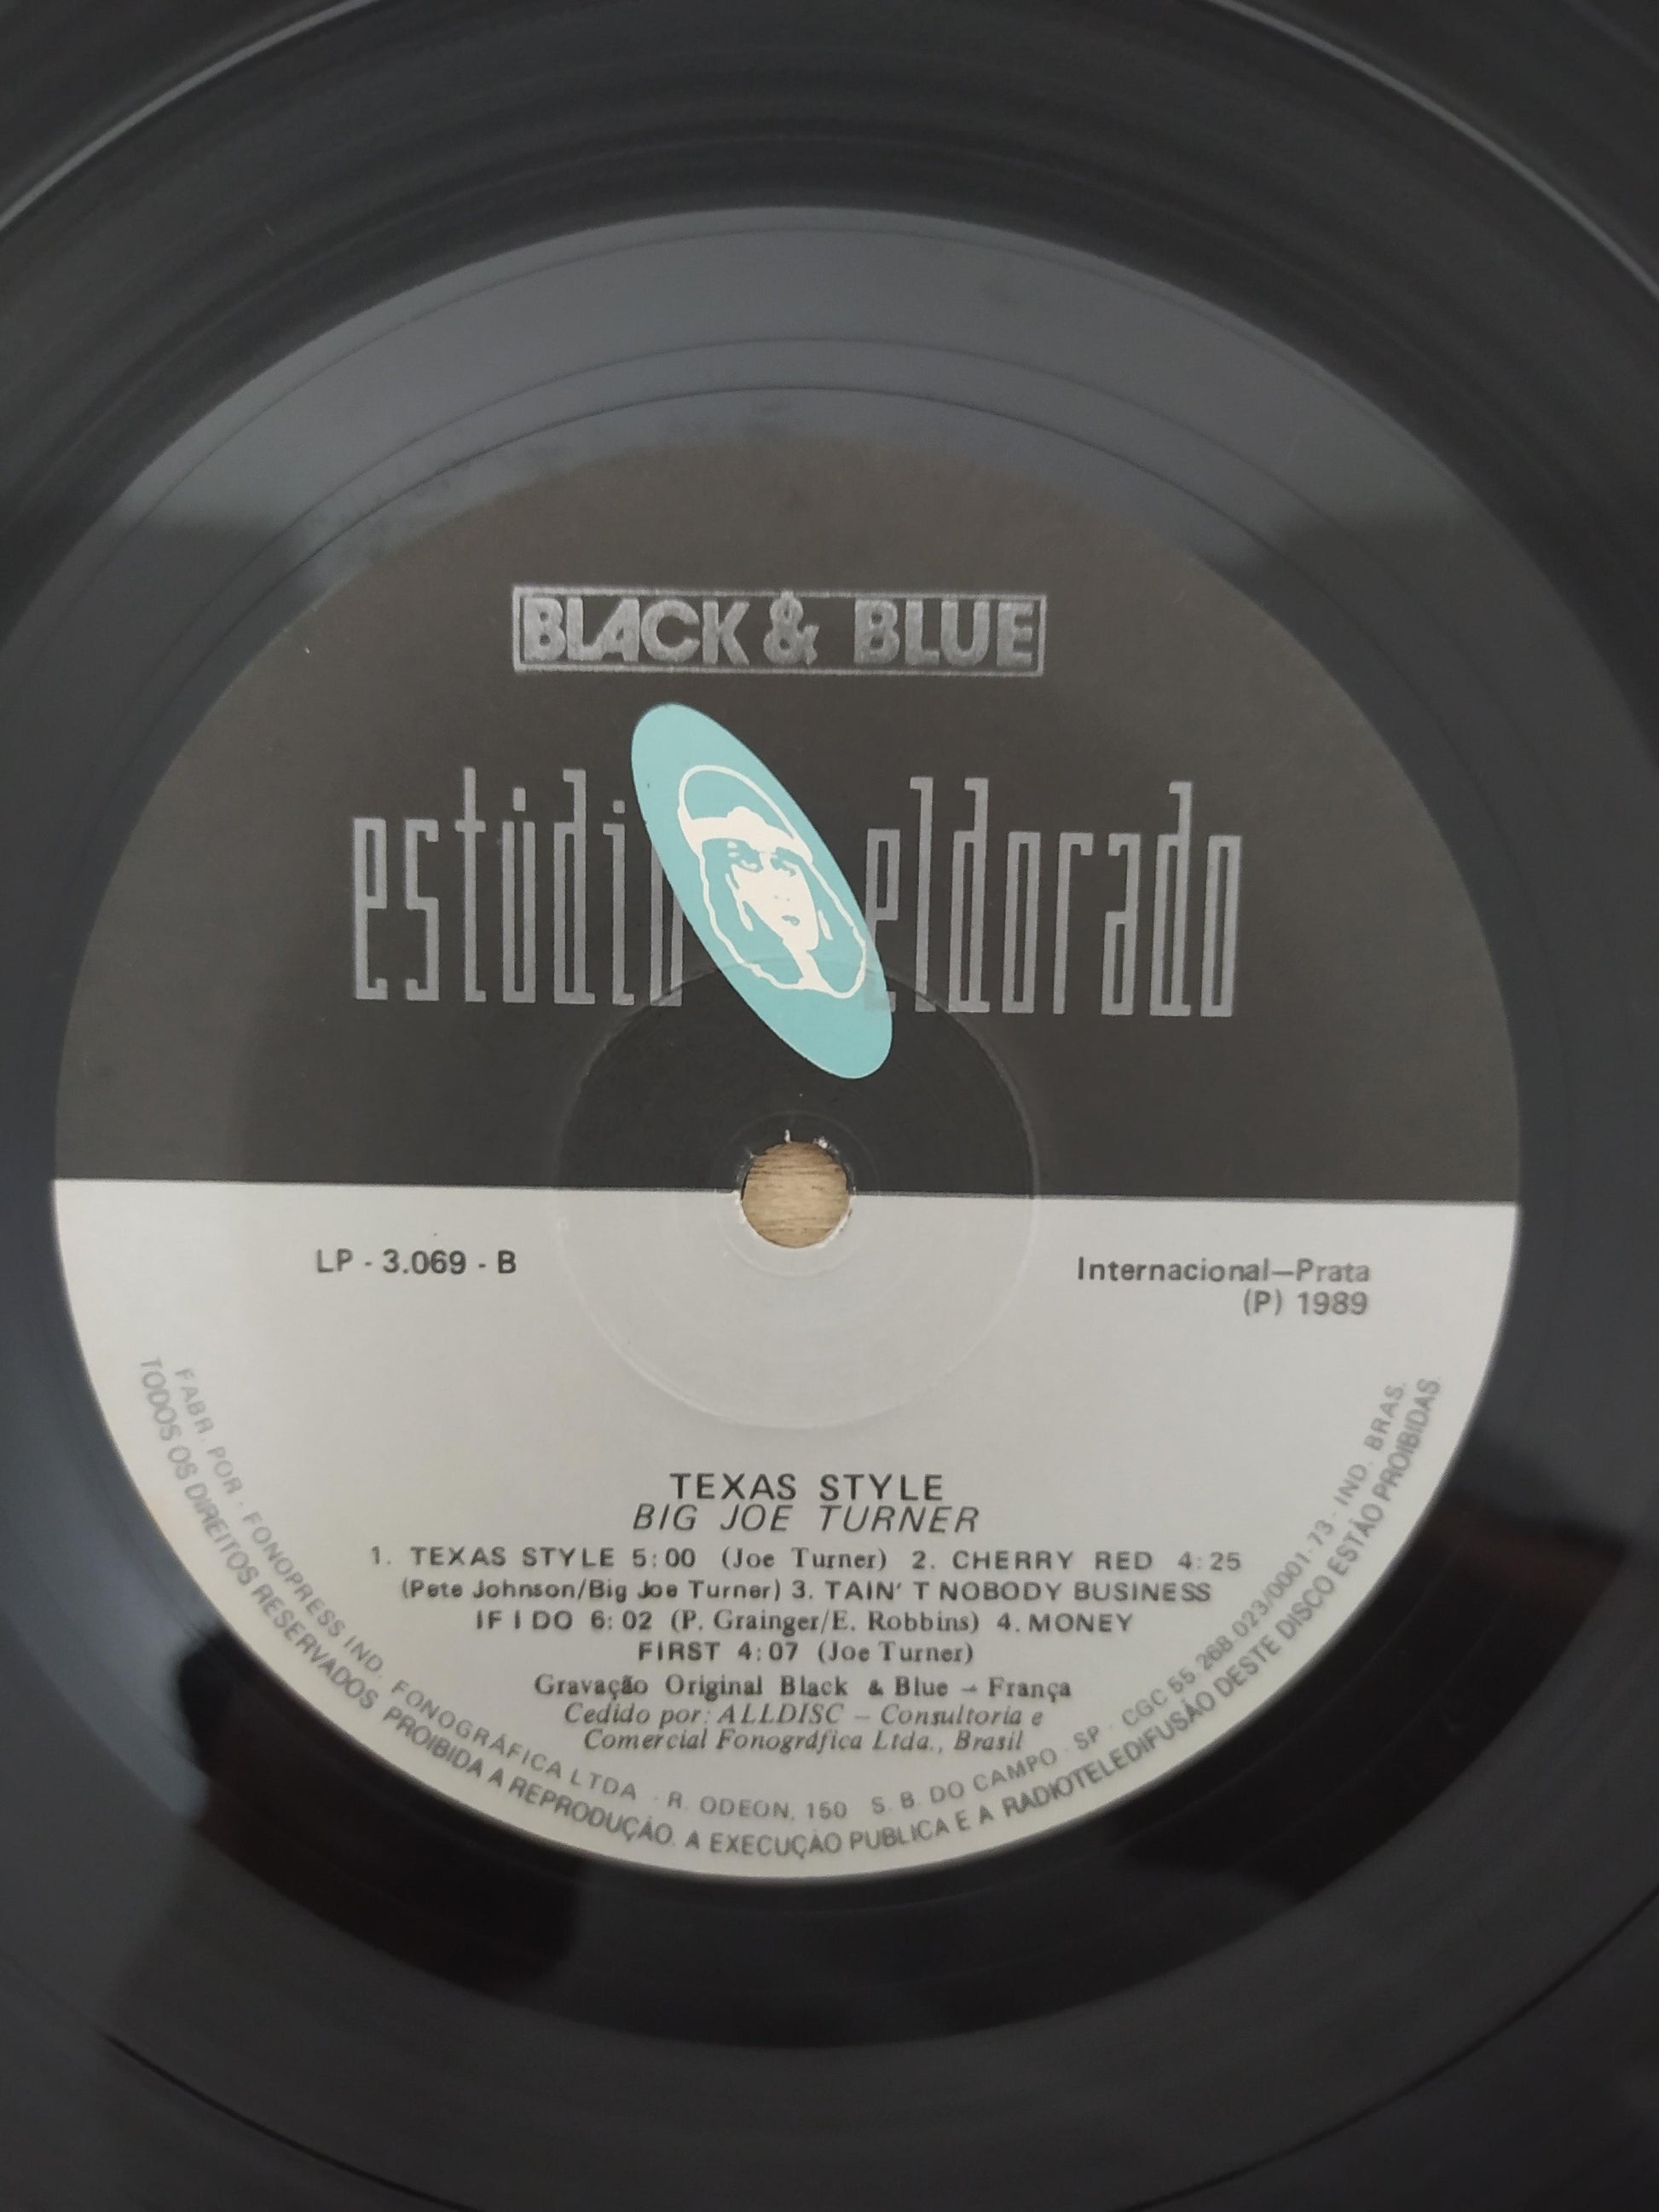 BLACK & BLUE
estúdio eldorado
LP - 3.069 - B
Internacional—Prata
(P) 1989
TEXAS STYLE
BIG JOE TURNER
1. TEXAS STYLE 5:00 (Joe Turner) 2. CHERRY RED 4:25
(Pete Johnson/Big Joe Turner) 3. TAIN' T NOBODY BUSINESS
IF I DO 6:02 (P. Grainger/E. Robbins) 4. MONEY
FIRST 4:07 (Joe Turner)
Gravação Original Black & Blue – França
Cedido por: ALLDISC – Consultoria e
Comercial Fonográfica Ltda., Brasil
FABR. POR · FONOPRESS IND. FONOGRÁFICA LTDA · R. ODEON, 150 S. B. DO CAMPO · SP · CGC 55.268.023/0001-73 - IND. BRAS.
TODOS OS DIREITOS RESERVADOS PROIBIDA A REPRODUÇÃO. A EXECUÇÃO PUBLICA E A RADIOTELEDIFUSÃO DESTE DISCO ESTÃO PROIBIDAS.